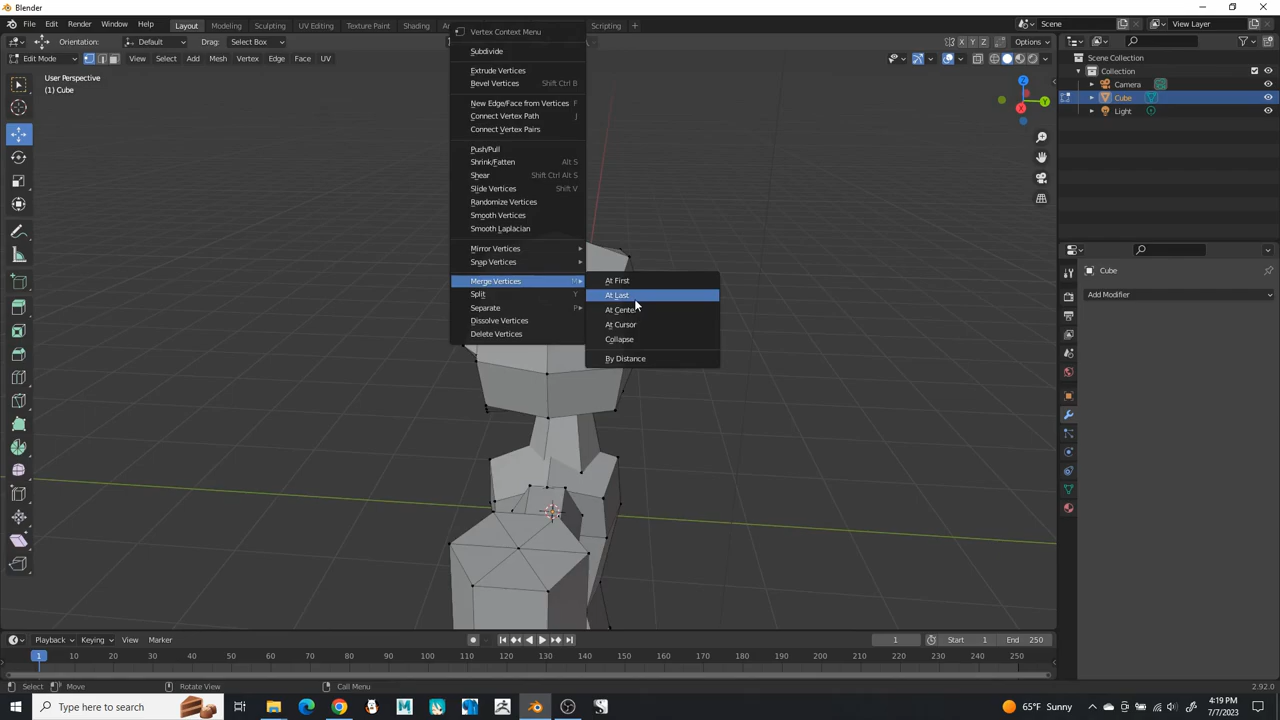 Blender
File Edit Render Window Help Layout Modeling Sculpting UV Editing Texture Paint Shading Scripting + Scene View Layer
Orientation: Default Drag: Select Box X Y Z Options
Edit Mode View Select Add Mesh Vertex Edge Face UV
User Perspective
(1) Cube
Vertex Context Menu
Subdivide
Extrude Vertices
Bevel Vertices Shift Ctrl B
New Edge/Face from Vertices F
Connect Vertex Path J
Connect Vertex Pairs
Push/Pull
Shrink/Fatten Alt S
Shear Shift Ctrl Alt S
Slide Vertices Shift V
Randomize Vertices
Smooth Vertices
Smooth Laplacian
Mirror Vertices
Snap Vertices
Merge Vertices M
Split Y
Separate P
Dissolve Vertices
Delete Vertices
At First
At Last
At Center
At Cursor
Collapse
By Distance
Z
Y
X
Scene Collection
Collection
Camera
Cube
Light
Cube
Add Modifier
Playback Keying View Marker 1 Start 1 End 250
1 10 20 30 40 50 60 70 80 90 100 110 120 130 140 150 160 170 180 190 200 210 220 230 240 250
Select Move Rotate View Call Menu 2.92.0
Type here to search 65°F Sunny 4:19 PM
7/7/2023